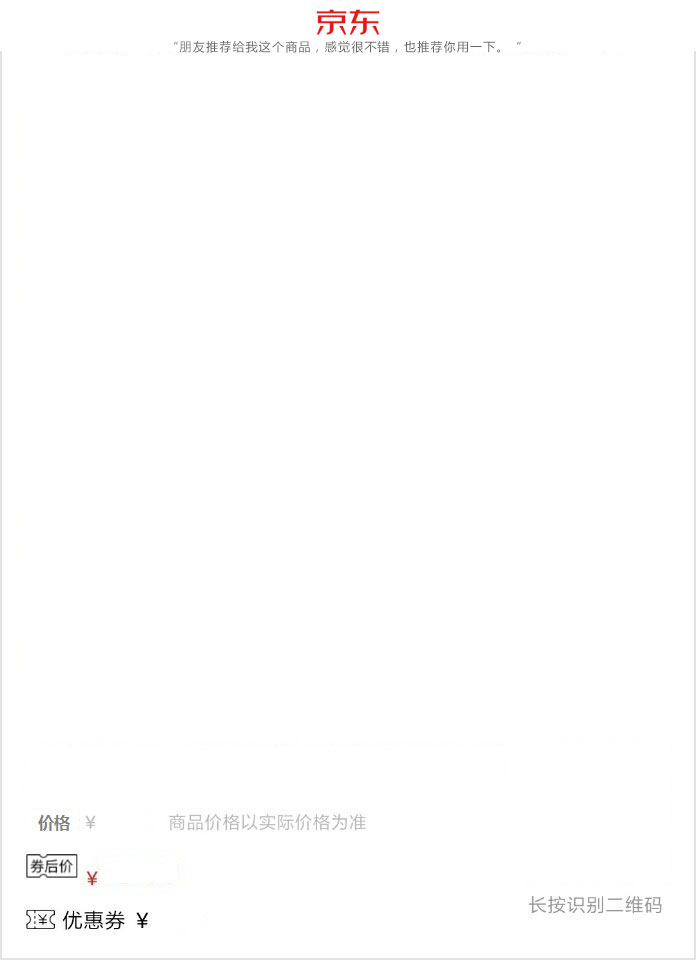 京东
“朋友推荐给我这个商品，感觉很不错，也推荐你用一下。 “
价格 ¥ 商品价格以实际价格为准
券后价 ¥
¥ 优惠券 ¥
长按识别二维码